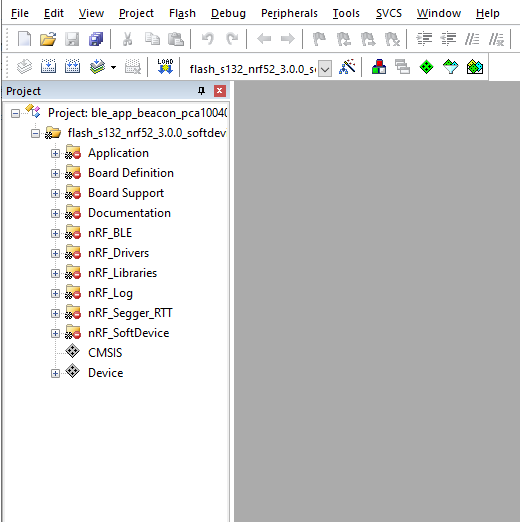 File Edit View Project Flash Debug Peripherals Tools SVCS Window Help
LOAD flash_s132_nrf52_3.0.0_s
Project
Project: ble_app_beacon_pca10040
flash_s132_nrf52_3.0.0_softdev
Application
Board Definition
Board Support
Documentation
nRF_BLE
nRF_Drivers
nRF_Libraries
nRF_Log
nRF_Segger_RTT
nRF_SoftDevice
CMSIS
Device